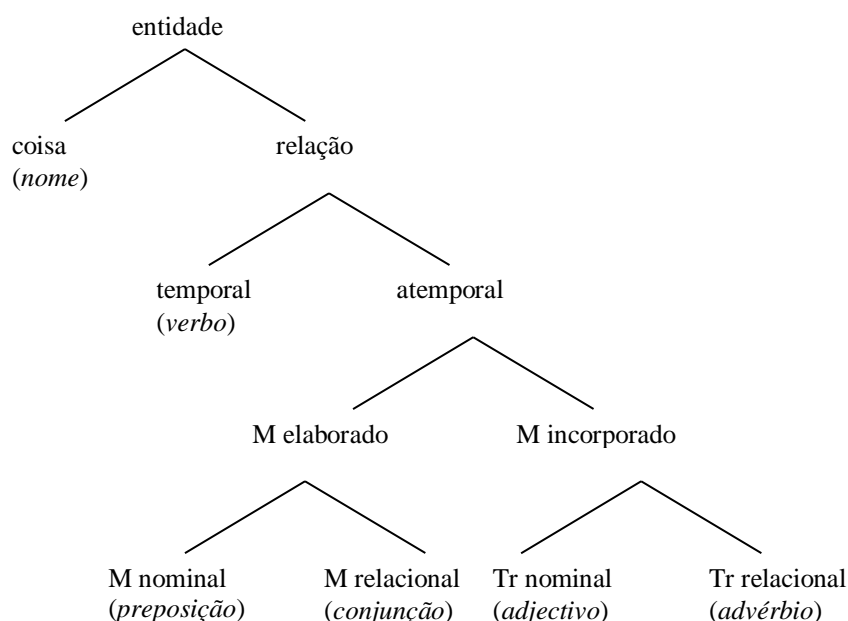 entidade
coisa relação
(nome)
temporal atemporal
(verbo)
M elaborado M incorporado
M nominal M relacional Tr nominal Tr relacional
(preposição) (conjunção) (adjectivo) (advérbio)